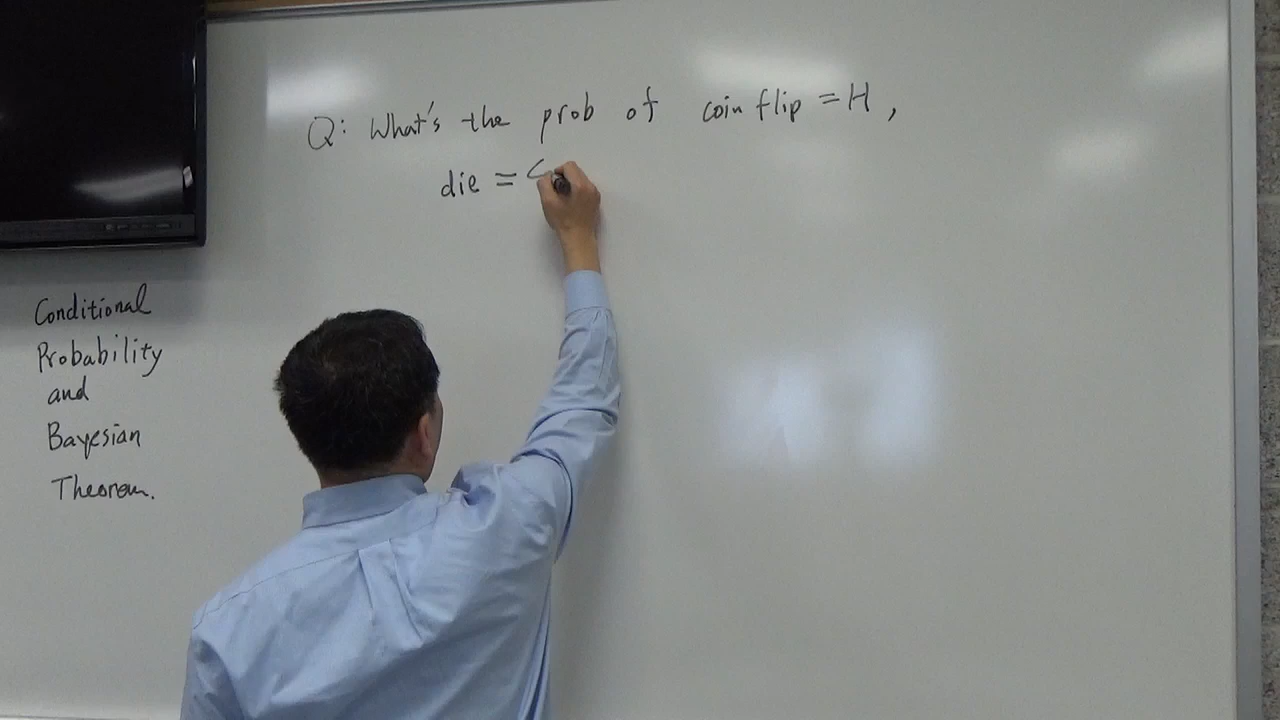 Q: What's the prob of coin flip = H ,
die =
Conditional
Probability
and
Bayesian
Theorem.